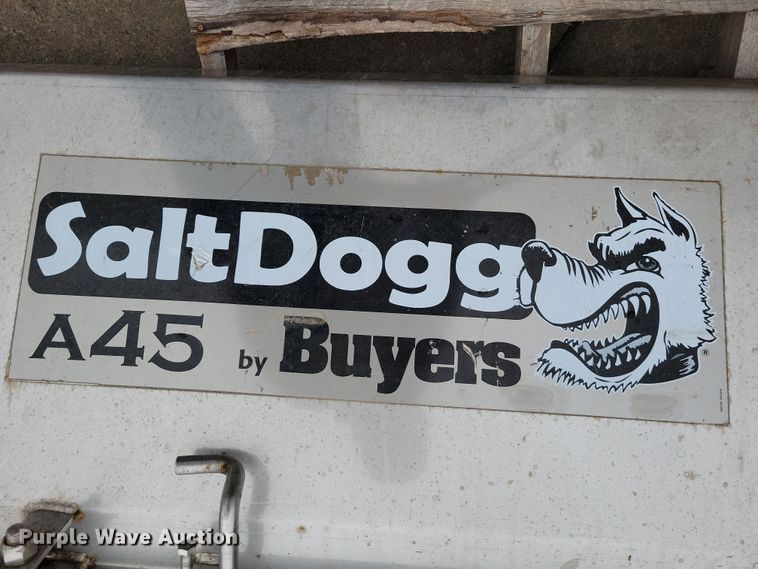 SaltDogg
A45 by Buyers
®
Purple Wave Auction